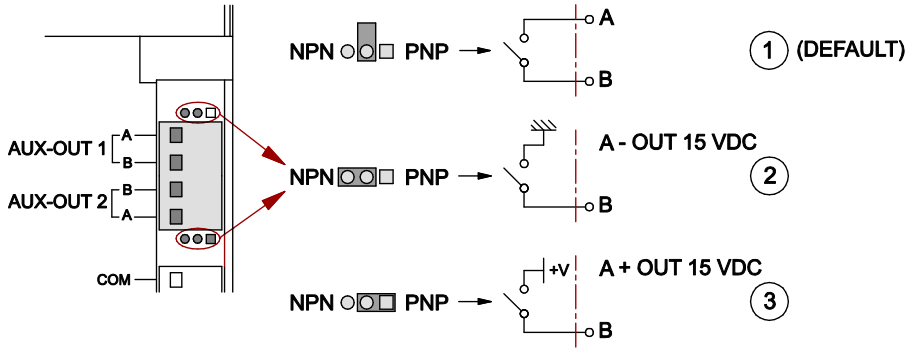 NPN PNP A
B
1 (DEFAULT)
AUX-OUT 1 A
B
AUX-OUT 2 B
A
COM
NPN PNP A - OUT 15 VDC
B
2
NPN PNP +V A + OUT 15 VDC
B
3